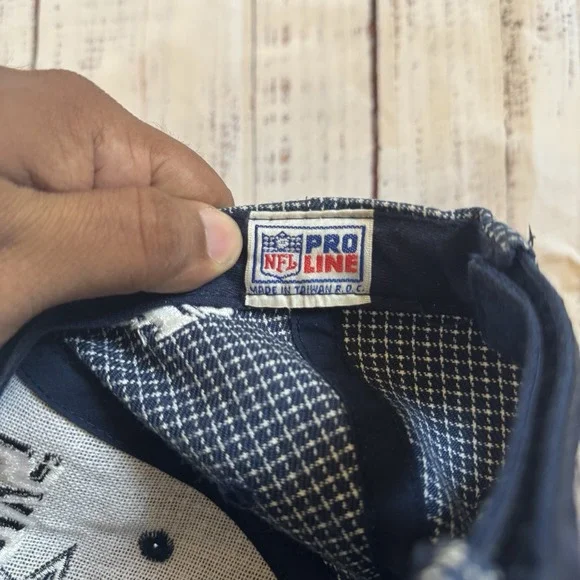 NFL
PRO
LINE
MADE IN TAIWAN R.O.C.